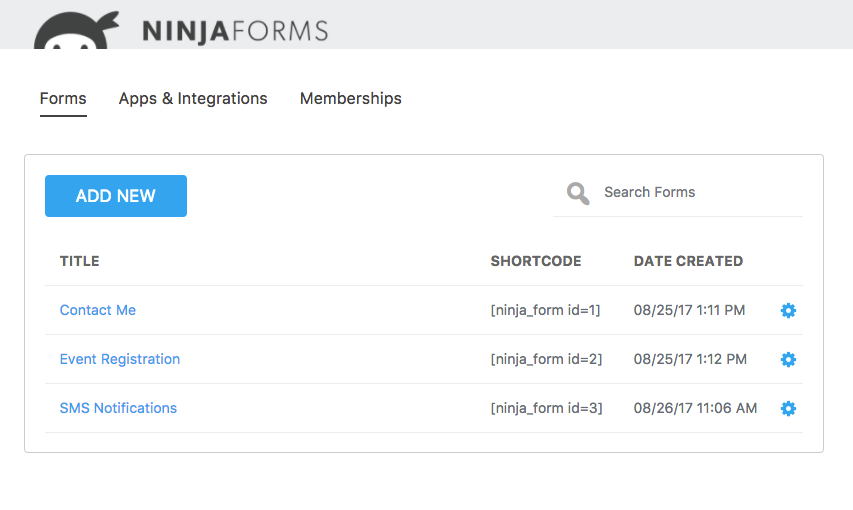 NINJAFORMS
Forms Apps & Integrations Memberships
ADD NEW Search Forms
TITLE SHORTCODE DATE CREATED
Contact Me [ninja_form id=1] 08/25/17 1:11 PM
Event Registration [ninja_form id=2] 08/25/17 1:12 PM
SMS Notifications [ninja_form id=3] 08/26/17 11:06 AM